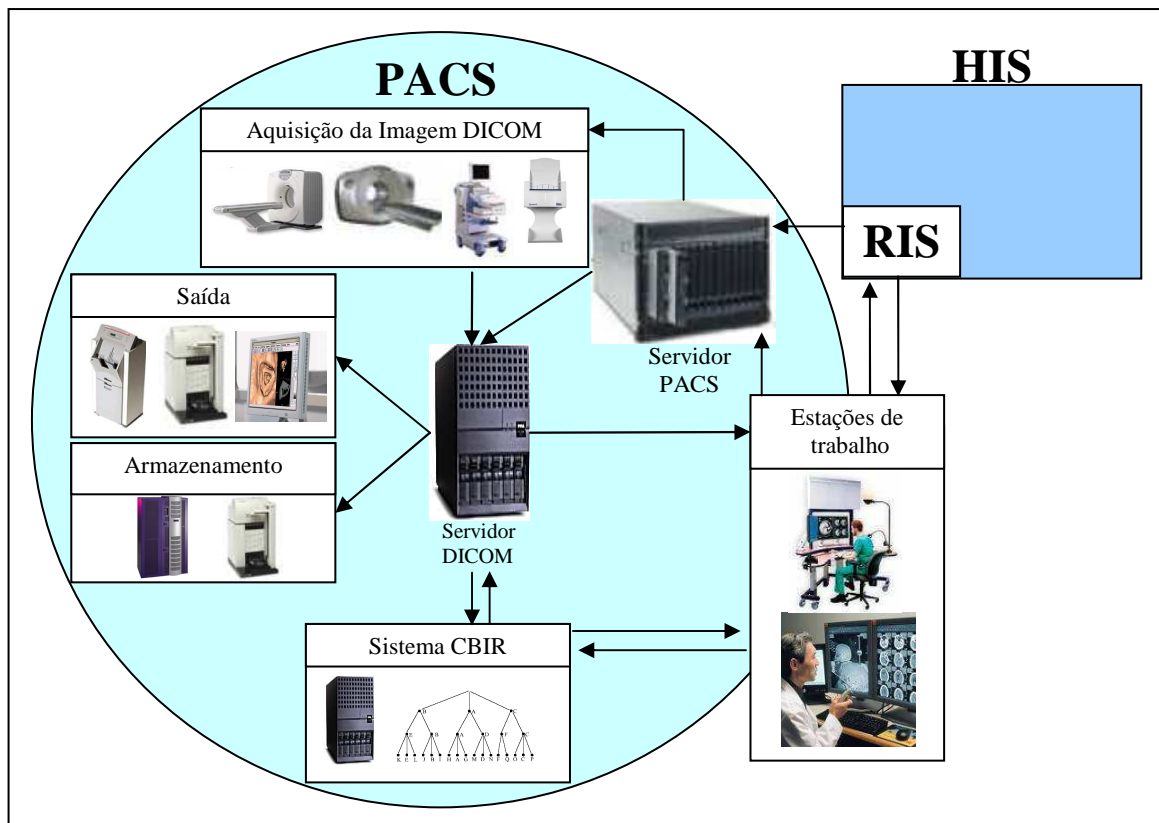 PACS
HIS
Aquisição da Imagem DICOM
RIS
Saída
Servidor
PACS
Estações de
trabalho
Armazenamento
Servidor
DICOM
Sistema CBIR
B A C
E B A D F C
K E L J H I H A G M D N F Q O C P